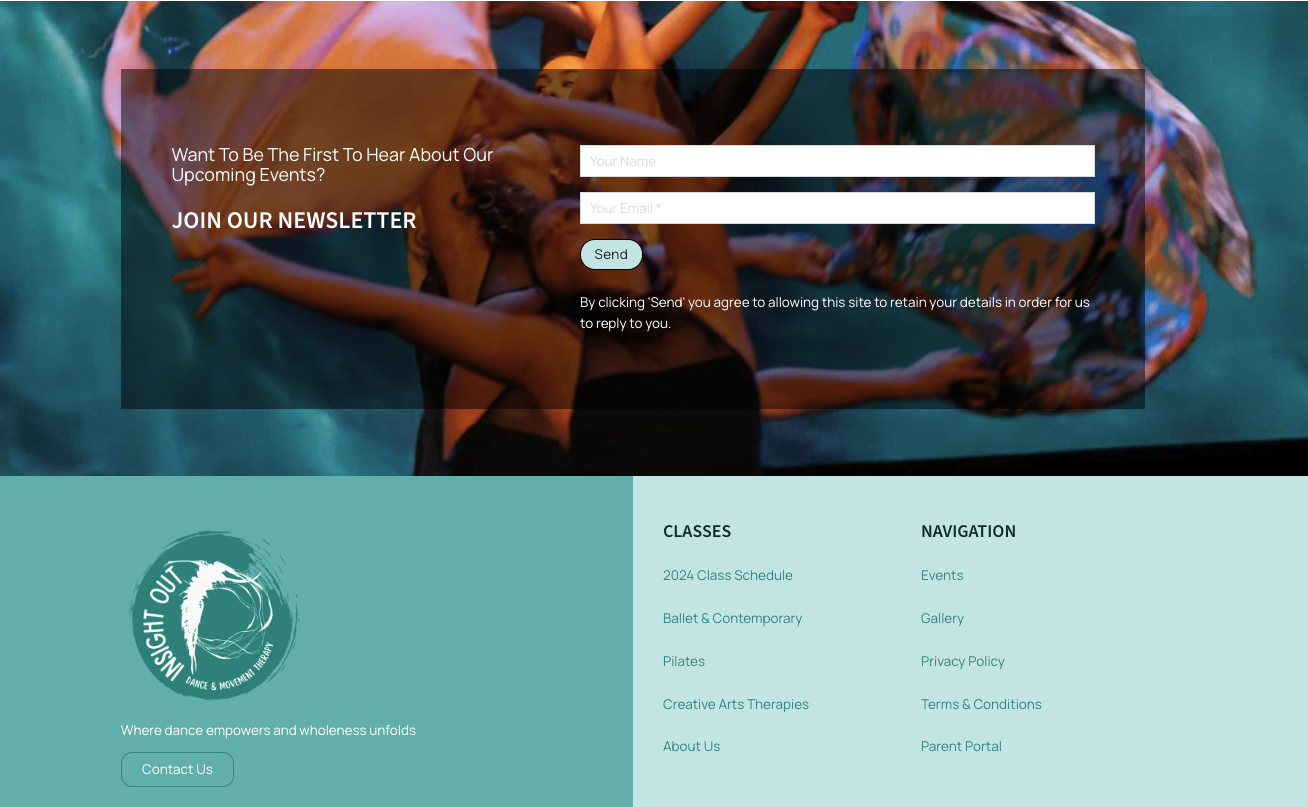 Want To Be The First To Hear About Our
Upcoming Events?
JOIN OUR NEWSLETTER
Your Name
Your Email *
Send
By clicking 'Send' you agree to allowing this site to retain your details in order for us
to reply to you.
INSIGHT OUT
DANCE & MOVEMENT THERAPY
Where dance empowers and wholeness unfolds
Contact Us
CLASSES
2024 Class Schedule
Ballet & Contemporary
Pilates
Creative Arts Therapies
About Us
NAVIGATION
Events
Gallery
Privacy Policy
Terms & Conditions
Parent Portal